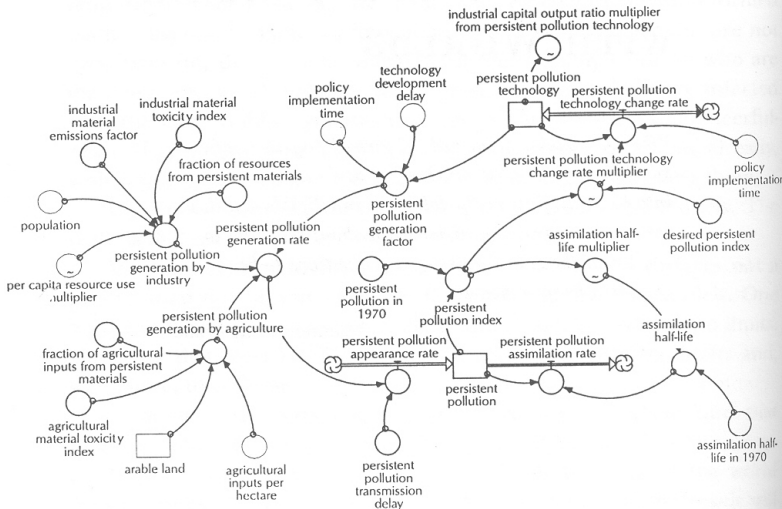 industrial capital output ratio multiplier
from persistent pollution technology
technology
development
delay
persistent pollution
technology
persistent pollution
technology change rate
policy
implementation
time
industrial material
toxicity index
industrial
material
emissions factor
fraction of resources
from persistent materials
persistent pollution technology
change rate multiplier
policy
implementation
time
persistent
pollution
generation
factor
population
persistent pollution
generation rate
desired persistent
pollution index
assimilation half-
life multiplier
persistent pollution
generation by
industry
per capita resource use
multiplier
persistent
pollution in
1970
persistent
pollution index
persistent pollution
generation by agriculture
assimilation
half-life
persistent pollution
appearance rate
persistent pollution
assimilation rate
fraction of agricultural
inputs from persistent
materials
persistent
pollution
agricultural
material toxicity
index
arable land
agricultural
inputs per
hectare
persistent
pollution
transmission
delay
assimilation half-
life in 1970
~
~
~
~